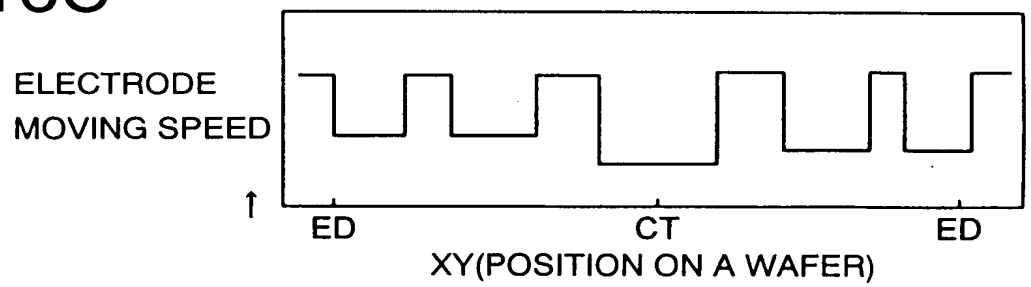 ELECTRODE
MOVING SPEED
↑
ED CT ED
XY(POSITION ON A WAFER)